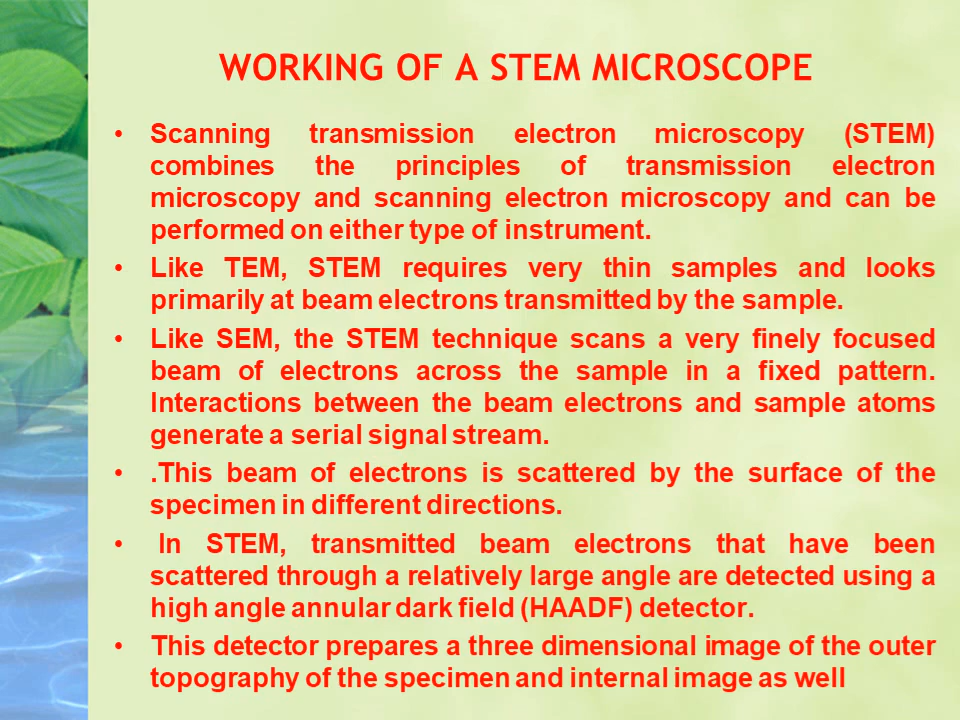 WORKING OF A STEM MICROSCOPE
• Scanning transmission electron microscopy (STEM)
combines the principles of transmission electron
microscopy and scanning electron microscopy and can be
performed on either type of instrument.
• Like TEM, STEM requires very thin samples and looks
primarily at beam electrons transmitted by the sample.
• Like SEM, the STEM technique scans a very finely focused
beam of electrons across the sample in a fixed pattern.
Interactions between the beam electrons and sample atoms
generate a serial signal stream.
• .This beam of electrons is scattered by the surface of the
specimen in different directions.
• In STEM, transmitted beam electrons that have been
scattered through a relatively large angle are detected using a
high angle annular dark field (HAADF) detector.
• This detector prepares a three dimensional image of the outer
topography of the specimen and internal image as well